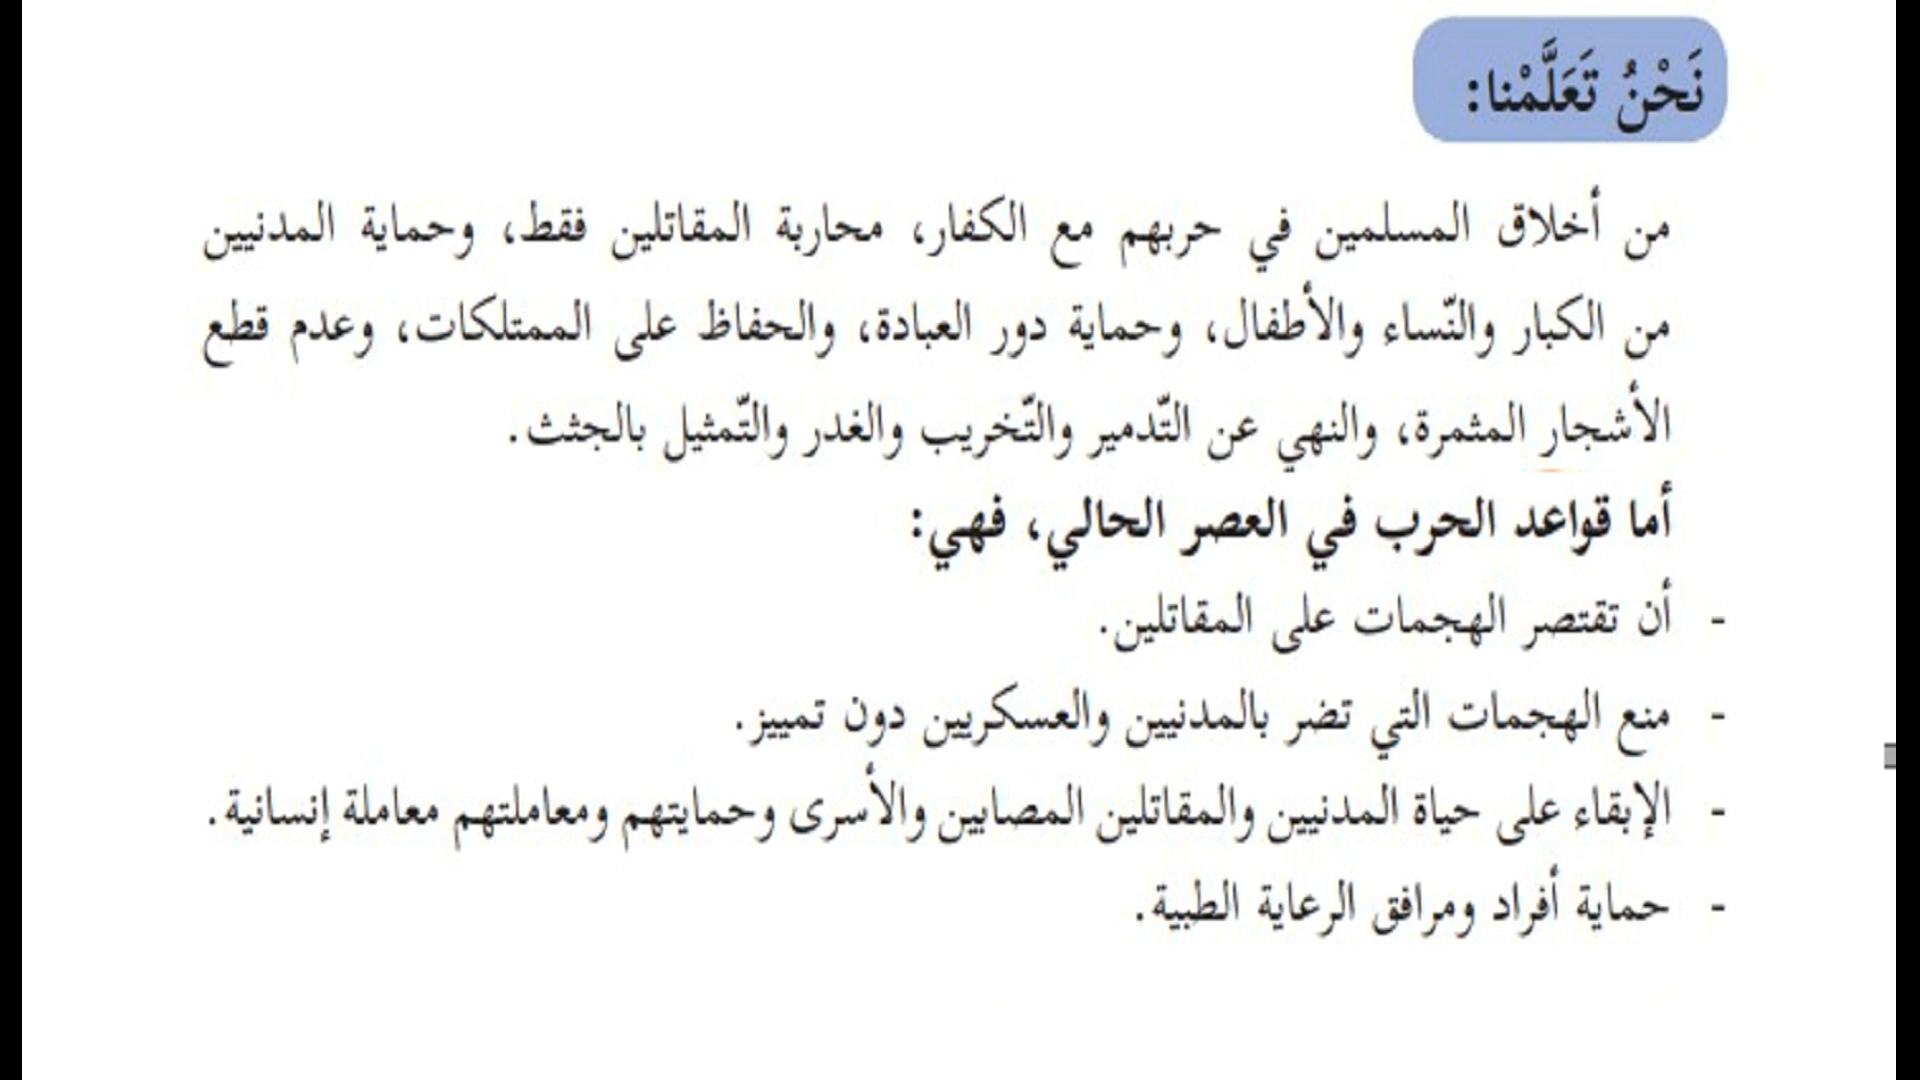 نَحْنُ تَعَلَّمْنا:
من أخلاق المسلمين في حربهم مع الكفار، محاربة المقاتلين فقط، وحماية المدنيين
من الكبار والنّساء والأطفال، وحماية دور العبادة، والحفاظ على الممتلكات، وعدم قطع
الأشجار المثمرة، والنهي عن التّدمير والتّخريب والغدر والتّمثيل بالجثث.
أما قواعد الحرب في العصر الحالي، فهي:
- أن تقتصر الهجمات على المقاتلين.
- منع الهجمات التي تضر بالمدنيين والعسكريين دون تمييز.
- الإبقاء على حياة المدنيين والمقاتلين المصابين والأسرى وحمايتهم ومعاملتهم معاملة إنسانية.
- حماية أفراد ومرافق الرعاية الطبية.